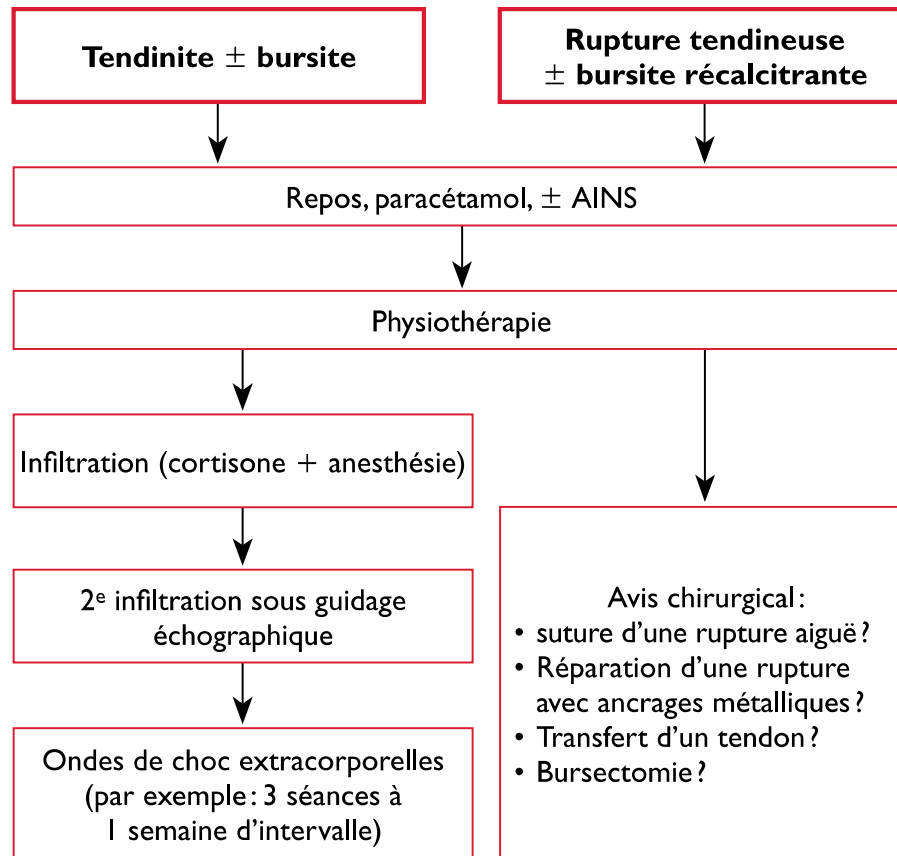 Tendinite ± bursite
Rupture tendineuse
± bursite récalcitrante
Repos, paracétamol, ± AINS
Physiothérapie
Infiltration (cortisone + anesthésie)
2e infiltration sous guidage
échographique
Ondes de choc extracorporelles
(par exemple: 3 séances à
1 semaine d'intervalle)
Avis chirurgical:
• suture d'une rupture aiguë?
• Réparation d'une rupture
avec ancrages métalliques?
• Transfert d'un tendon?
• Bursectomie?